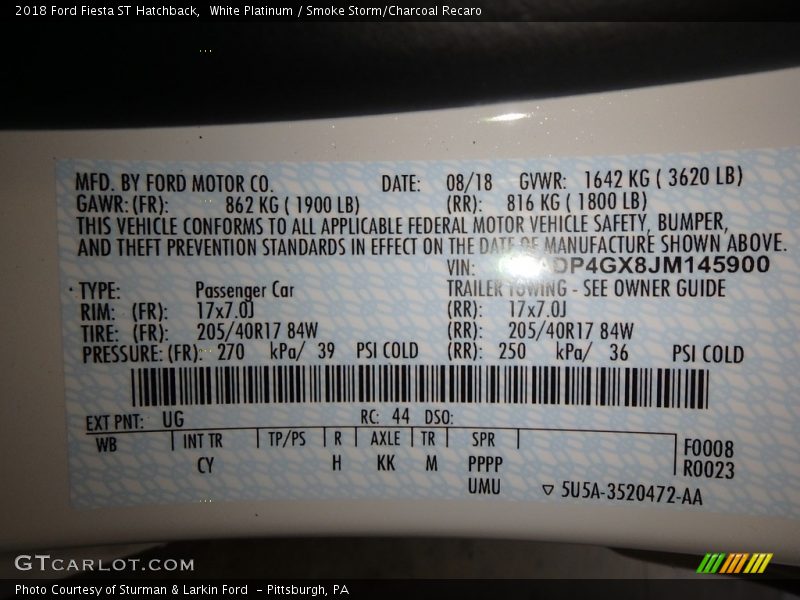 2018 Ford Fiesta ST Hatchback,  White Platinum / Smoke Storm/Charcoal Recaro
MFD. BY FORD MOTOR CO. DATE: 08/18 GVWR: 1642 KG ( 3620 LB)
GAWR: (FR): 862 KG ( 1900 LB) (RR): 816 KG ( 1800 LB)
THIS VEHICLE CONFORMS TO ALL APPLICABLE FEDERAL MOTOR VEHICLE SAFETY, BUMPER,
AND THEFT PREVENTION STANDARDS IN EFFECT ON THE DATE OF MANUFACTURE SHOWN ABOVE.
VIN: ADP4GX8JM145900
TYPE: Passenger Car TRAILER TOWING - SEE OWNER GUIDE
RIM: (FR): 17x7.0J (RR): 17x7.0J
TIRE: (FR): 205/40R17 84W (RR): 205/40R17 84W
PRESSURE: (FR): 270 kPa/ 39 PSI COLD (RR): 250 kPa/ 36 PSI COLD
EXT PNT: UG RC: 44 DSO:
WB INT TR TP/PS R AXLE TR SPR F0008
CY H KK M PPPP R0023
UMU ▽ 5U5A-3520472-AA
GTCARLOT.COM
Photo Courtesy of Sturman & Larkin Ford  - Pittsburgh, PA